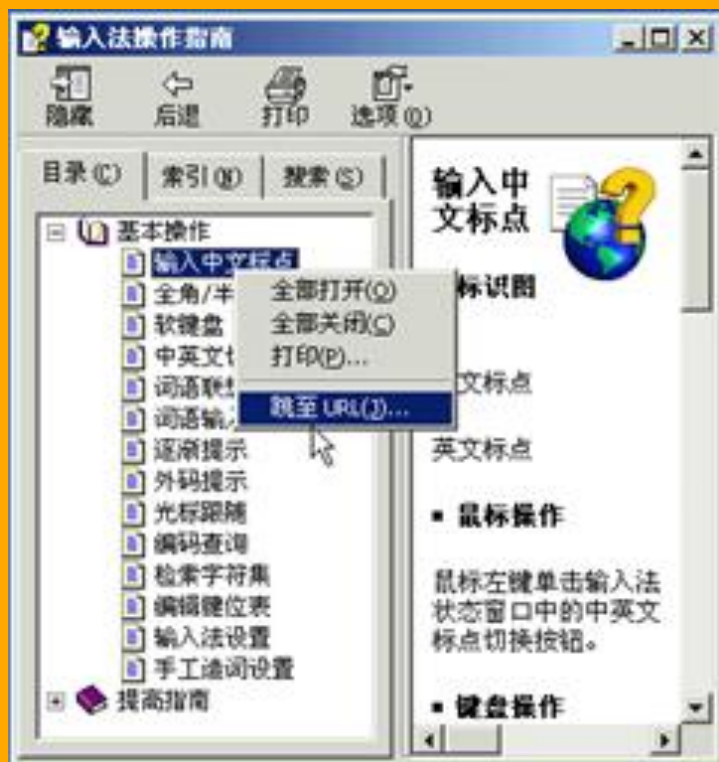 输入法操作指南
隐藏 后退 打印 选项(O)
目录(C) 索引(N) 搜索(S)
基本操作
输入中文标点
全角/半
软键盘
中英文
词语联想
词语输入
逐渐提示
外码提示
光标跟随
编码查询
检索字符集
编辑键位表
输入法设置
手工造词设置
提高指南
全部打开(O)
全部关闭(C)
打印(P)...
跳至 URL(J)...
输入中
文标点
标识图
文标点
英文标点
▪ 鼠标操作
鼠标左键单击输入法
状态窗口中的中英文
标点切换按钮。
▪ 键盘操作